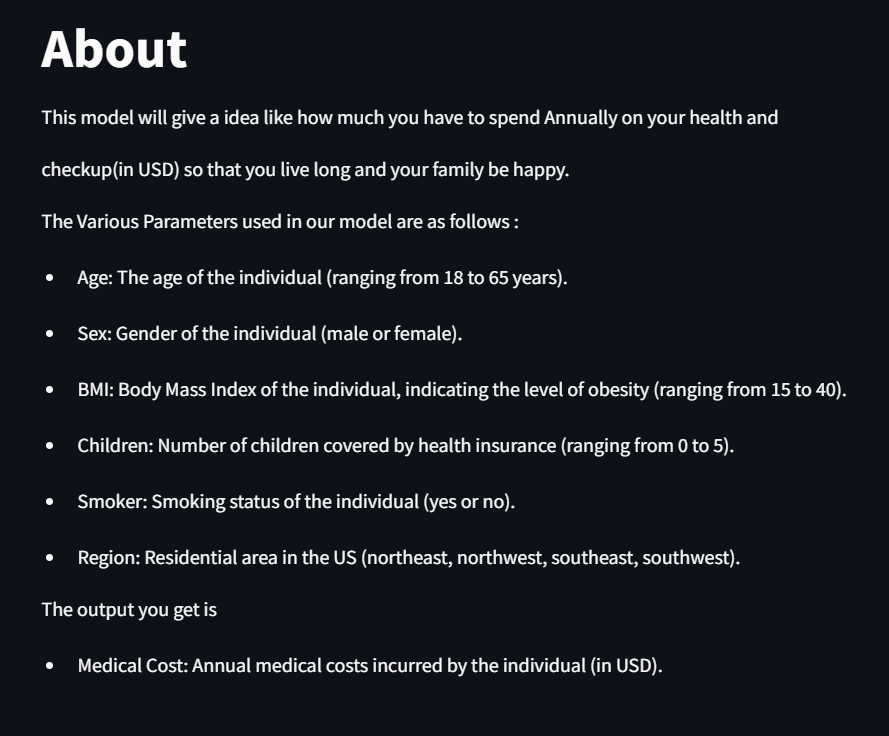 About
This model will give a idea like how much you have to spend Annually on your health and
checkup(in USD) so that you live long and your family be happy.
The Various Parameters used in our model are as follows :
• Age: The age of the individual (ranging from 18 to 65 years).
• Sex: Gender of the individual (male or female).
• BMI: Body Mass Index of the individual, indicating the level of obesity (ranging from 15 to 40).
• Children: Number of children covered by health insurance (ranging from 0 to 5).
• Smoker: Smoking status of the individual (yes or no).
• Region: Residential area in the US (northeast, northwest, southeast, southwest).
The output you get is
• Medical Cost: Annual medical costs incurred by the individual (in USD).